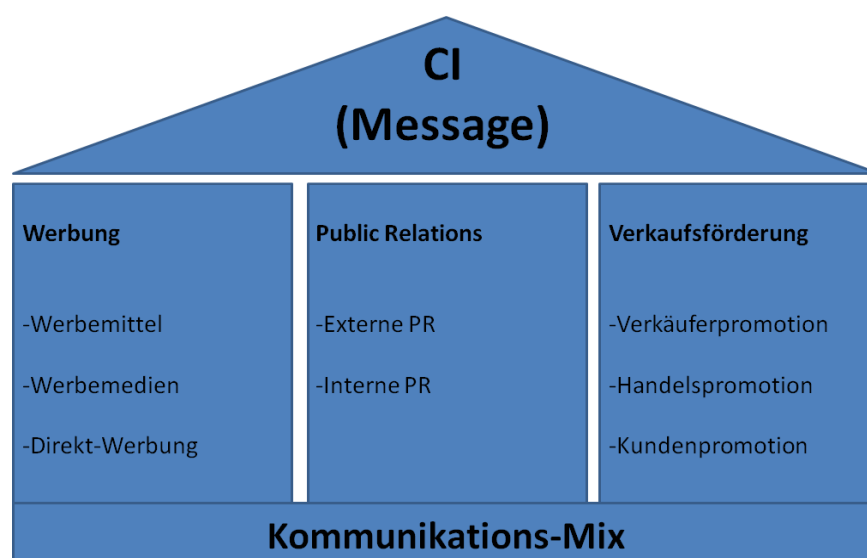 CI
(Message)
Werbung
-Werbemittel
-Werbemedien
-Direkt-Werbung
Public Relations
-Externe PR
-Interne PR
Verkaufsförderung
-Verkäuferpromotion
-Handelspromotion
-Kundenpromotion
Kommunikations-Mix